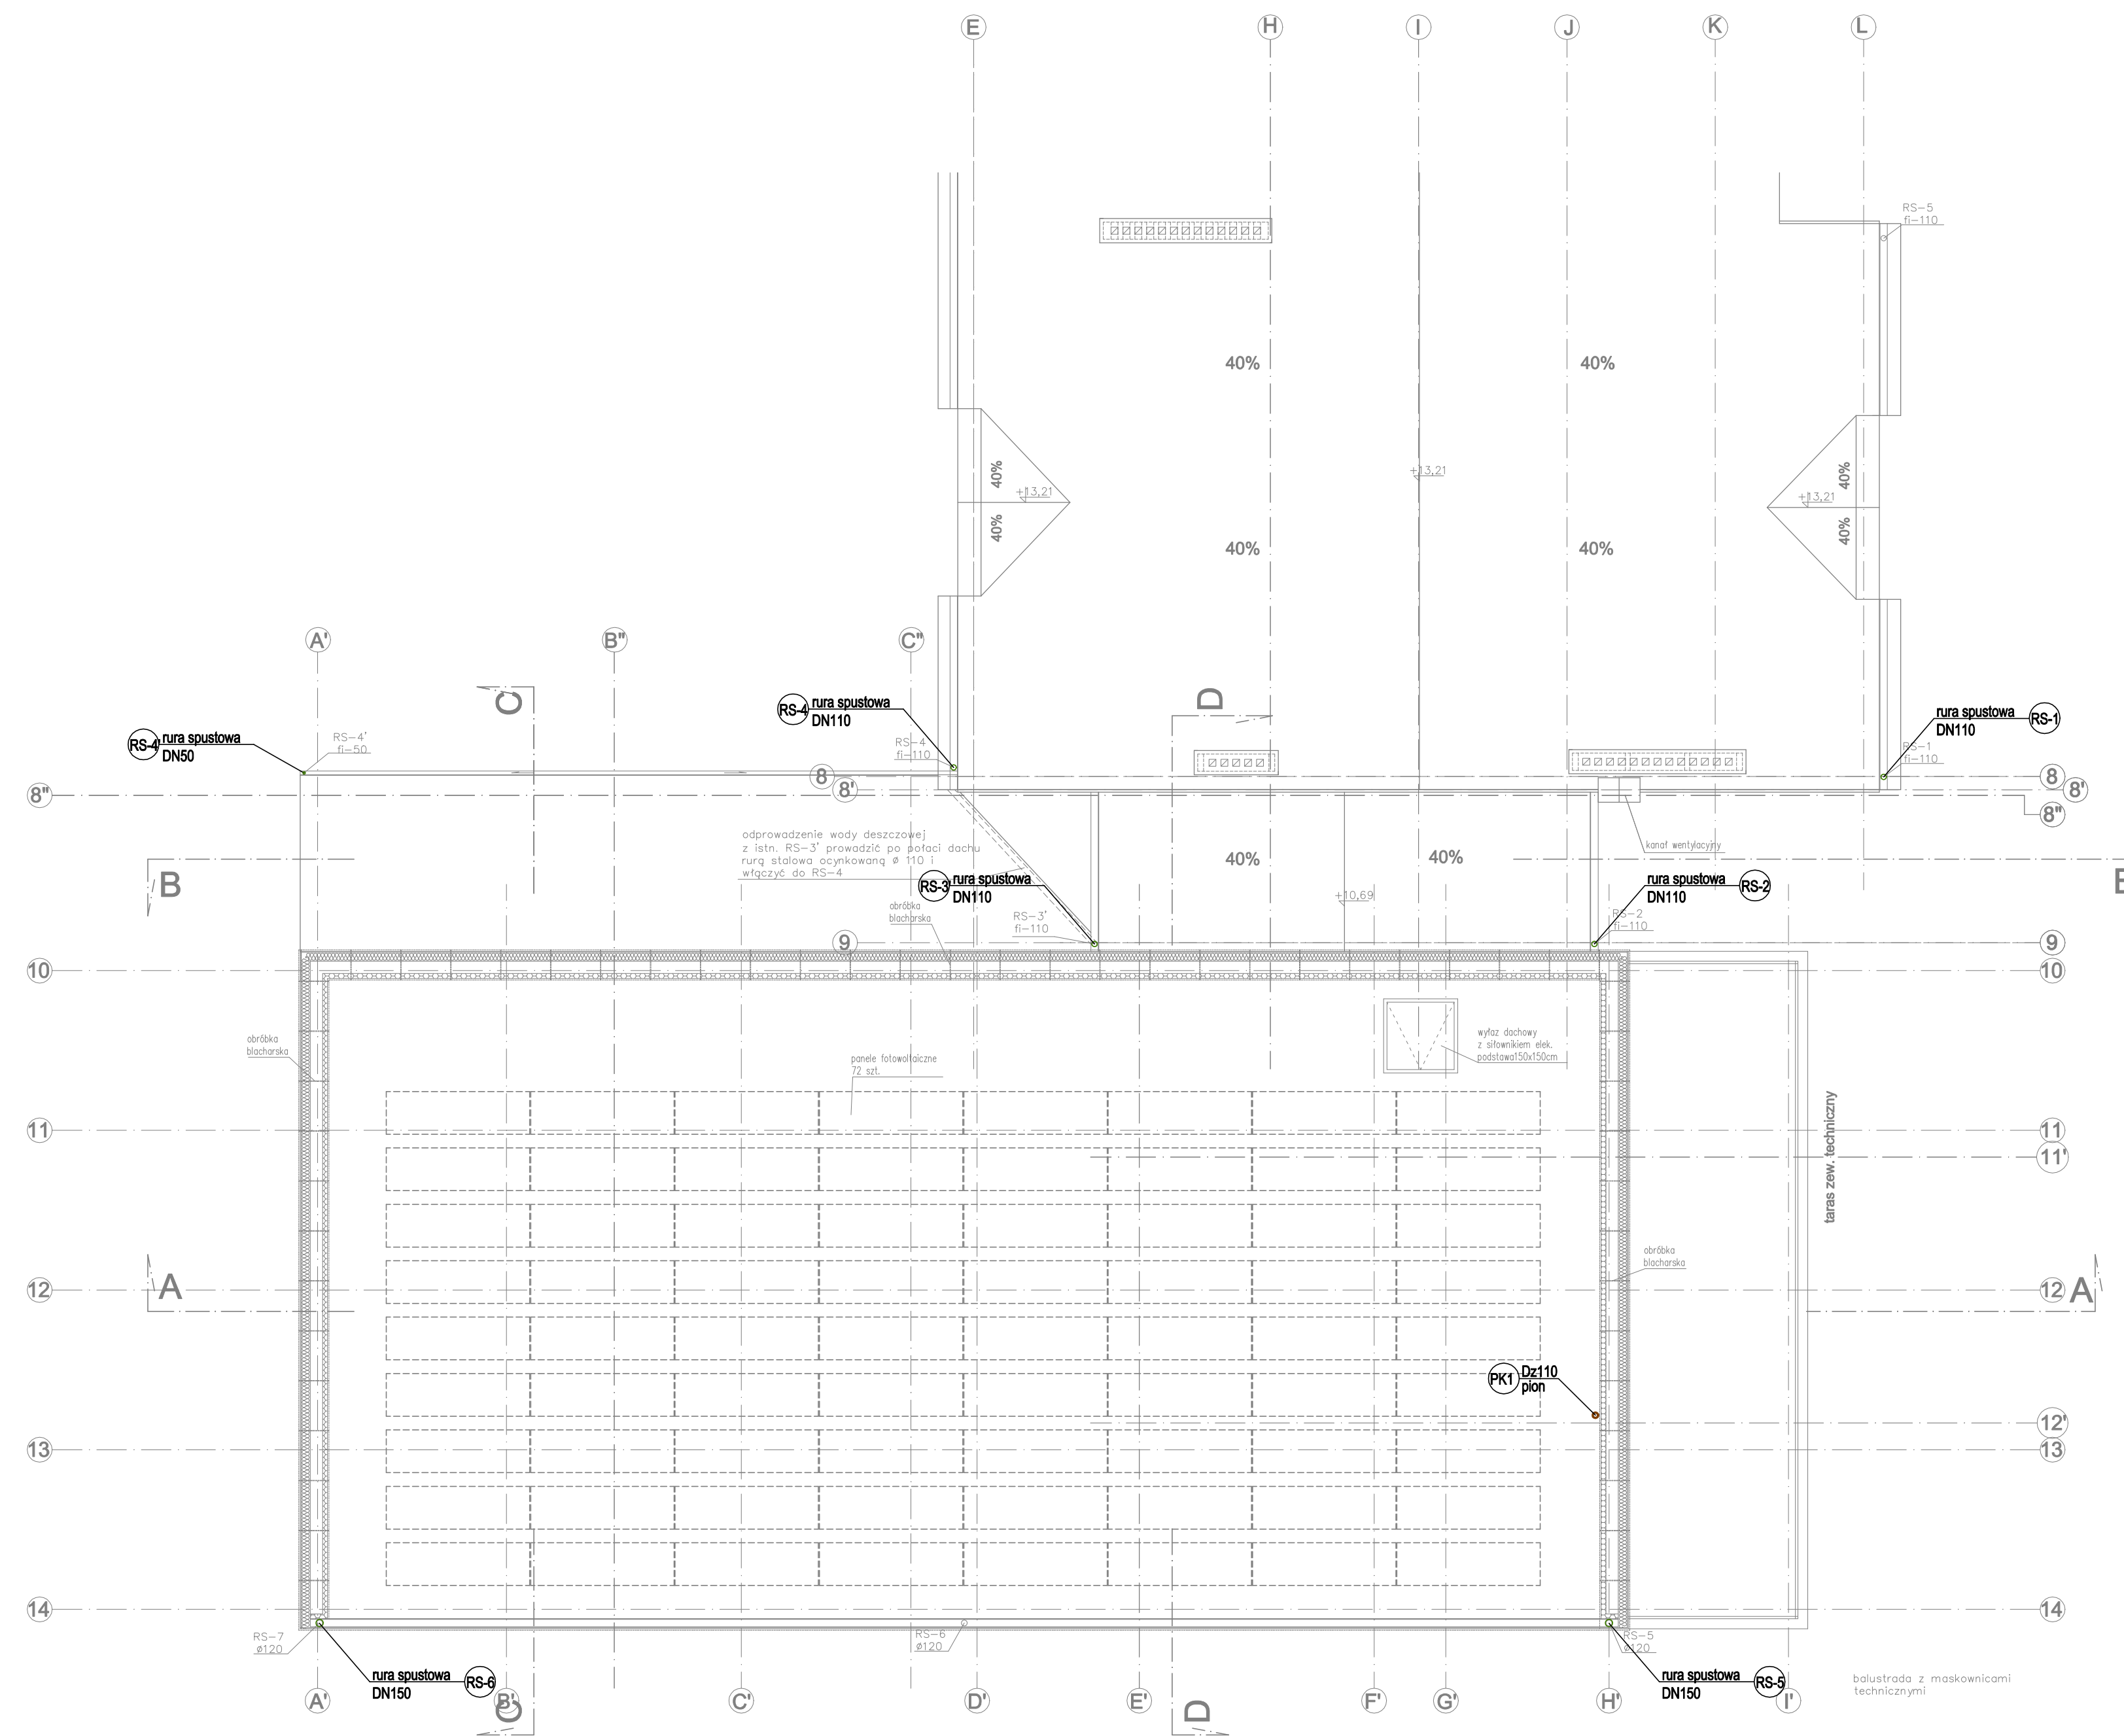 E
H
I
J
K
L
RS-5
fi-110
40%
40%
40%
+13,21
+13,21
40%
40%
+13,21
40%
40%
40%
40%
A'
B"
C"
C
D
RS-4 rura spustowa
DN110
RS-4
fi-110
rura spustowa RS-1
DN110
RS-1
fi-110
RS-4' rura spustowa
DN50
RS-4'
fi-50
8
8'
8"
8
8'
8"
odprowadzenie wody deszczowej
z istn. RS-3' prowadzić po połaci dachu
rurą stalowa ocynkowaną ø 110 i
włączyć do RS-4
kanał wentylacyjny
40%
40%
B
RS-3 rura spustowa
DN110
rura spustowa RS-2
DN110
+10,69
obróbka
blacharska
RS-3'
fi-110
RS-2
fi-110
9
9
10
10
obróbka
blacharska
wyłaz dachowy
z siłownikiem elek.
podstawa150x150cm
panele fotowoltaiczne
72 szt.
11
11
11'
taras zew. techniczny
obróbka
blacharska
12
A
12
A
PK1 Dz110
pion
12'
13
13
14
14
RS-7
ø120
RS-6
ø120
RS-5
ø120
rura spustowa RS-6
DN150
rura spustowa RS-5
DN150
balustrada z maskownicami
technicznymi
A'
B'
C
C'
D'
E'
D
F'
G'
H'
I'